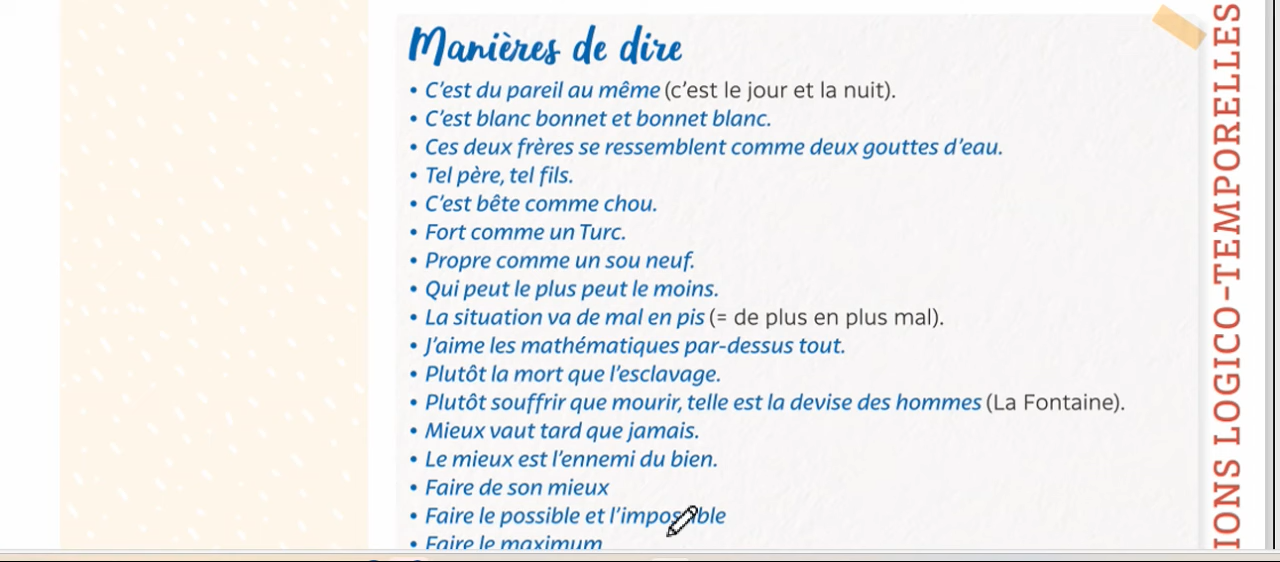 Manières de dire
• C'est du pareil au même (c'est le jour et la nuit).
• C'est blanc bonnet et bonnet blanc.
• Ces deux frères se ressemblent comme deux gouttes d'eau.
• Tel père, tel fils.
• C'est bête comme chou.
• Fort comme un Turc.
• Propre comme un sou neuf.
• Qui peut le plus peut le moins.
• La situation va de mal en pis (= de plus en plus mal).
• J'aime les mathématiques par-dessus tout.
• Plutôt la mort que l'esclavage.
• Plutôt souffrir que mourir, telle est la devise des hommes (La Fontaine).
• Mieux vaut tard que jamais.
• Le mieux est l'ennemi du bien.
• Faire de son mieux
• Faire le possible et l'impossible
• Faire le maximum
IONS LOGICO-TEMPORELLES